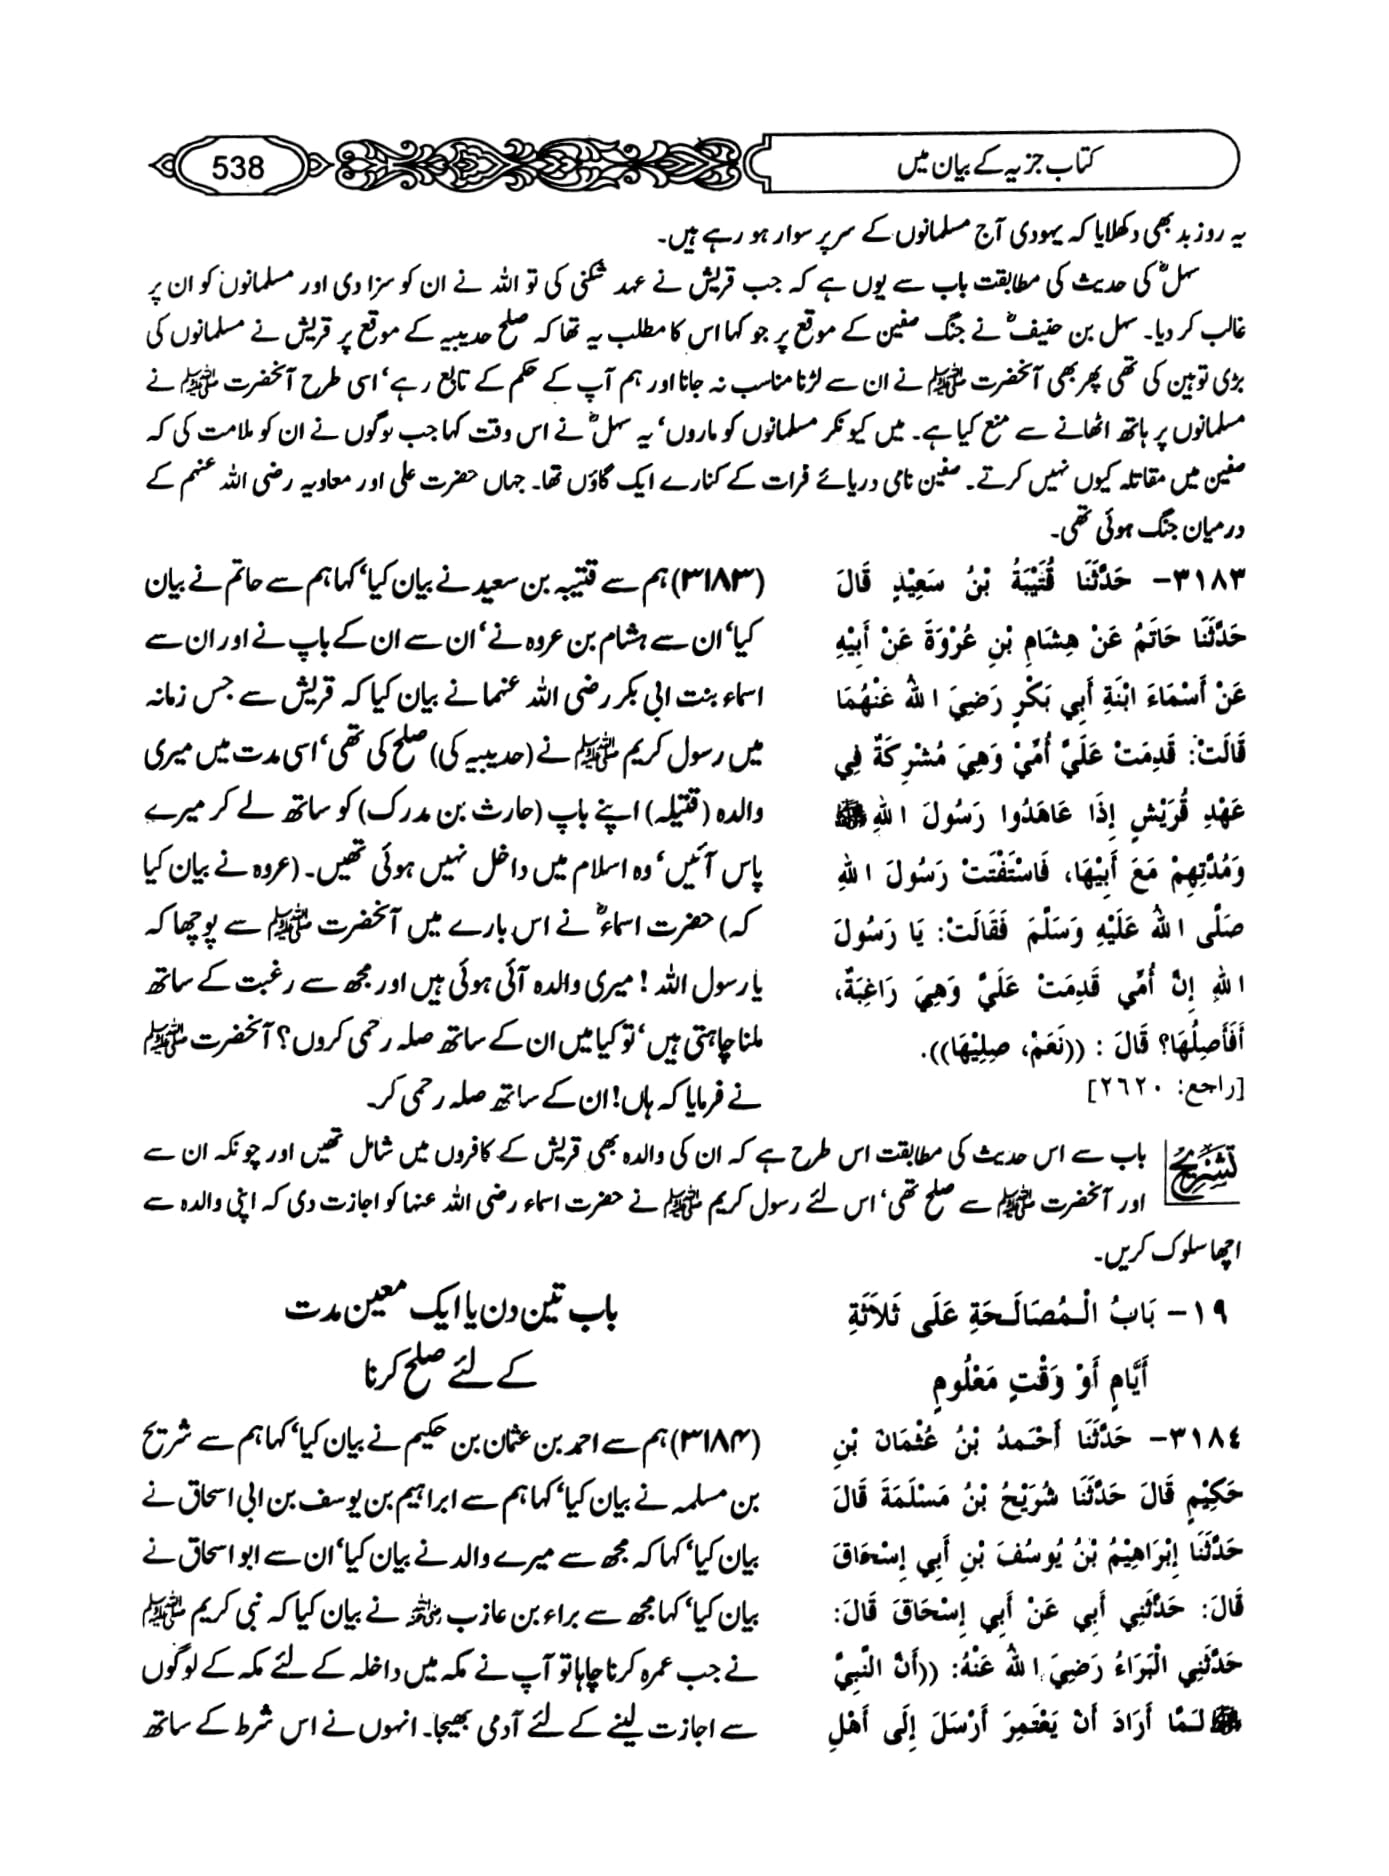 کتاب جزیہ کے بیان میں
538
یہ روز بد بھی دکھلایا کہ یہودی آج مسلمانوں کے سر پر سوار ہو رہے ہیں۔
سہلؓ کی حدیث کی مطابقت باب سے یوں ہے کہ جب قریش نے عہد شکنی کی تو اللہ نے ان کو سزا دی اور مسلمانوں کو ان پر
غالب کر دیا۔ سہل بن حنیفؓ نے جنگ صفین کے موقع پر جو کہا اس کا مطلب یہ تھا کہ صلح حدیبیہ کے موقع پر قریش نے مسلمانوں کی
بڑی توہین کی تھی پھر بھی آنحضرت ﷺ نے ان سے لڑنا مناسب نہ جانا اور ہم آپ کے حکم کے تابع رہے‘ اسی طرح آنحضرت ﷺ نے
مسلمانوں پر ہاتھ اٹھانے سے منع کیا ہے۔ میں کیونکر مسلمانوں کو ماروں‘ یہ سہلؓ نے اس وقت کہا جب لوگوں نے ان کو ملامت کی کہ
صفین میں مقاتلہ کیوں نہیں کرتے۔ صفین نامی دریائے فرات کے کنارے ایک گاؤں تھا۔ جہاں حضرت علی اور معاویہ رضی اللہ عنہم کے
درمیان جنگ ہوئی تھی۔
۳۱۸۳– حَدَّثَنَا قُتَيْبَةُ بْنُ سَعِيْدٍ قَالَ
حَدَّثَنَا حَاتَمُ عَنْ هِشَامِ بْنِ عُرْوَةَ عَنْ أَبِيْهِ
عَنْ أَسْمَاءَ ابْنَةِ أَبِي بَكْرٍ رَضِيَ اللهُ عَنْهُمَا
قَالَتْ: قَدِمَتْ عَلَيَّ أُمِّيْ وَهِيَ مُشْرِكَةٌ فِي
عَهْدِ قُرَيْشٍ إِذَا عَاهَدُوا رَسُولَ اللهِ ﷺ
وَمُدَّتِهِمْ مَعَ أَبِيْهَا، فَاسْتَفْتَتْ رَسُولَ اللهِ
صَلَّى اللهُ عَلَيْهِ وَسَلَّمَ فَقَالَتْ: يَا رَسُولَ
اللهِ إِنَّ أُمِّي قَدِمَتْ عَلَيَّ وَهِيَ رَاغِبَةٌ،
أَفَأَصِلُهَا؟ قَالَ : ((نَعَمْ، صِلِيْهَا)).
[راجع: ۲٦۲۰]
(۳۱۸۳) ہم سے قتیبہ بن سعید نے بیان کیا‘ کہا ہم سے حاتم نے بیان
کیا‘ ان سے ہشام بن عروہ نے‘ ان سے ان کے باپ نے اور ان سے
اسماء بنت ابی بکر رضی اللہ عنہما نے بیان کیا کہ قریش سے جس زمانہ
میں رسول کریم ﷺ نے (حدیبیہ کی) صلح کی تھی‘ اسی مدت میں میری
والدہ (قتیلہ) اپنے باپ (حارث بن مدرک) کو ساتھ لے کر میرے
پاس آئیں‘ وہ اسلام میں داخل نہیں ہوئی تھیں۔ (عروہ نے بیان کیا
کہ) حضرت اسماءؓ نے اس بارے میں آنحضرت ﷺ سے پوچھا کہ
یا رسول اللہ ! میری والدہ آئی ہوئی ہیں اور مجھ سے رغبت کے ساتھ
ملنا چاہتی ہیں‘ تو کیا میں ان کے ساتھ صلہ رحمی کروں؟ آنحضرت ﷺ
نے فرمایا کہ ہاں! ان کے ساتھ صلہ رحمی کر۔
تشریح باب سے اس حدیث کی مطابقت اس طرح ہے کہ ان کی والدہ بھی قریش کے کافروں میں شامل تھیں اور چونکہ ان سے
اور آنحضرت ﷺ سے صلح تھی‘ اس لئے رسول کریم ﷺ نے حضرت اسماء رضی اللہ عنہا کو اجازت دی کہ اپنی والدہ سے
اچھا سلوک کریں۔
۱۹– بَابُ الْـمُصَالَـحَةِ عَلَى ثَلاَثَةِ
أَيَّامٍ أَوْ وَقْتٍ مَعْلُومٍ
باب تین دن یا ایک معین مدت
کے لئے صلح کرنا
۳۱۸٤– حَدَّثَنَا أَحْـمَدُ بْنُ عُثْمَانَ بْنِ
حَكِيْمٍ قَالَ حَدَّثَنَا شُرَيْحُ بْنُ مَسْلَمَةَ قَالَ
حَدَّثَنَا إِبْرَاهِيْمُ بْنُ يُوسُفَ بْنِ أَبِي إِسْحَاقَ
قَالَ: حَدَّثَنِي أَبِي عَنْ أَبِي إِسْحَاقَ قَالَ:
حَدَّثَنِي الْبَرَاءُ رَضِيَ اللهُ عَنْهُ: ((أَنَّ النَّبِيَّ
ﷺ لَـمَّا أَرَادَ أَنْ يَعْتَمِرَ أَرْسَلَ إِلَى أَهْلِ
(۳۱۸۴) ہم سے احمد بن عثمان بن حکیم نے بیان کیا‘ کہا ہم سے شریح
بن مسلمہ نے بیان کیا‘ کہا ہم سے ابراہیم بن یوسف بن ابی اسحاق نے
بیان کیا‘ کہا کہ مجھ سے میرے والد نے بیان کیا‘ ان سے ابو اسحاق نے
بیان کیا‘ کہا مجھ سے براء بن عازب رضی اللہ عنہ نے بیان کیا کہ نبی کریم ﷺ
نے جب عمرہ کرنا چاہا تو آپ نے مکہ میں داخلہ کے لئے مکہ کے لوگوں
سے اجازت لینے کے لئے آدمی بھیجا۔ انہوں نے اس شرط کے ساتھ